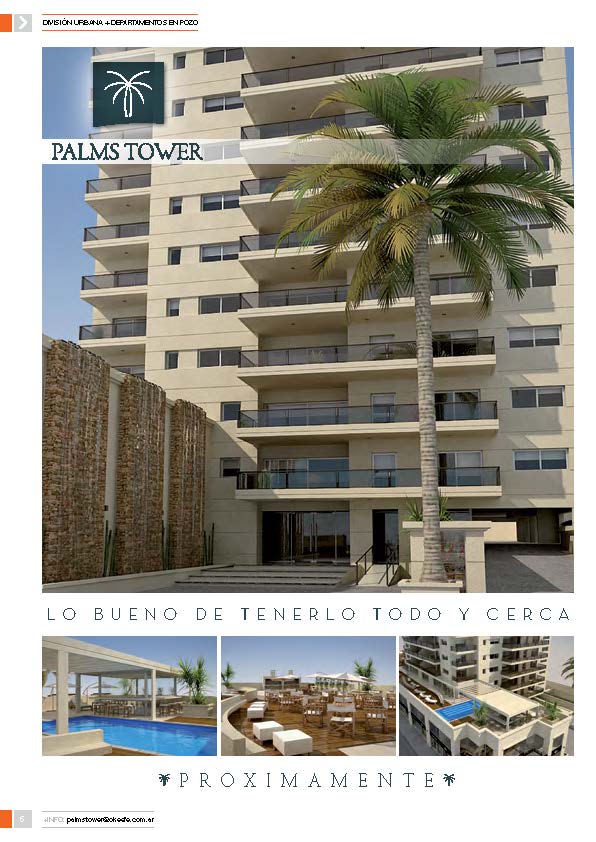 DIVISIÓN URBANA + DEPARTAMENTOS EN POZO
PALMS TOWER
LO BUENO DE TENERLO TODO Y CERCA
PROXIMAMENTE
6
+INFO: palmstower@okeefe.com.ar